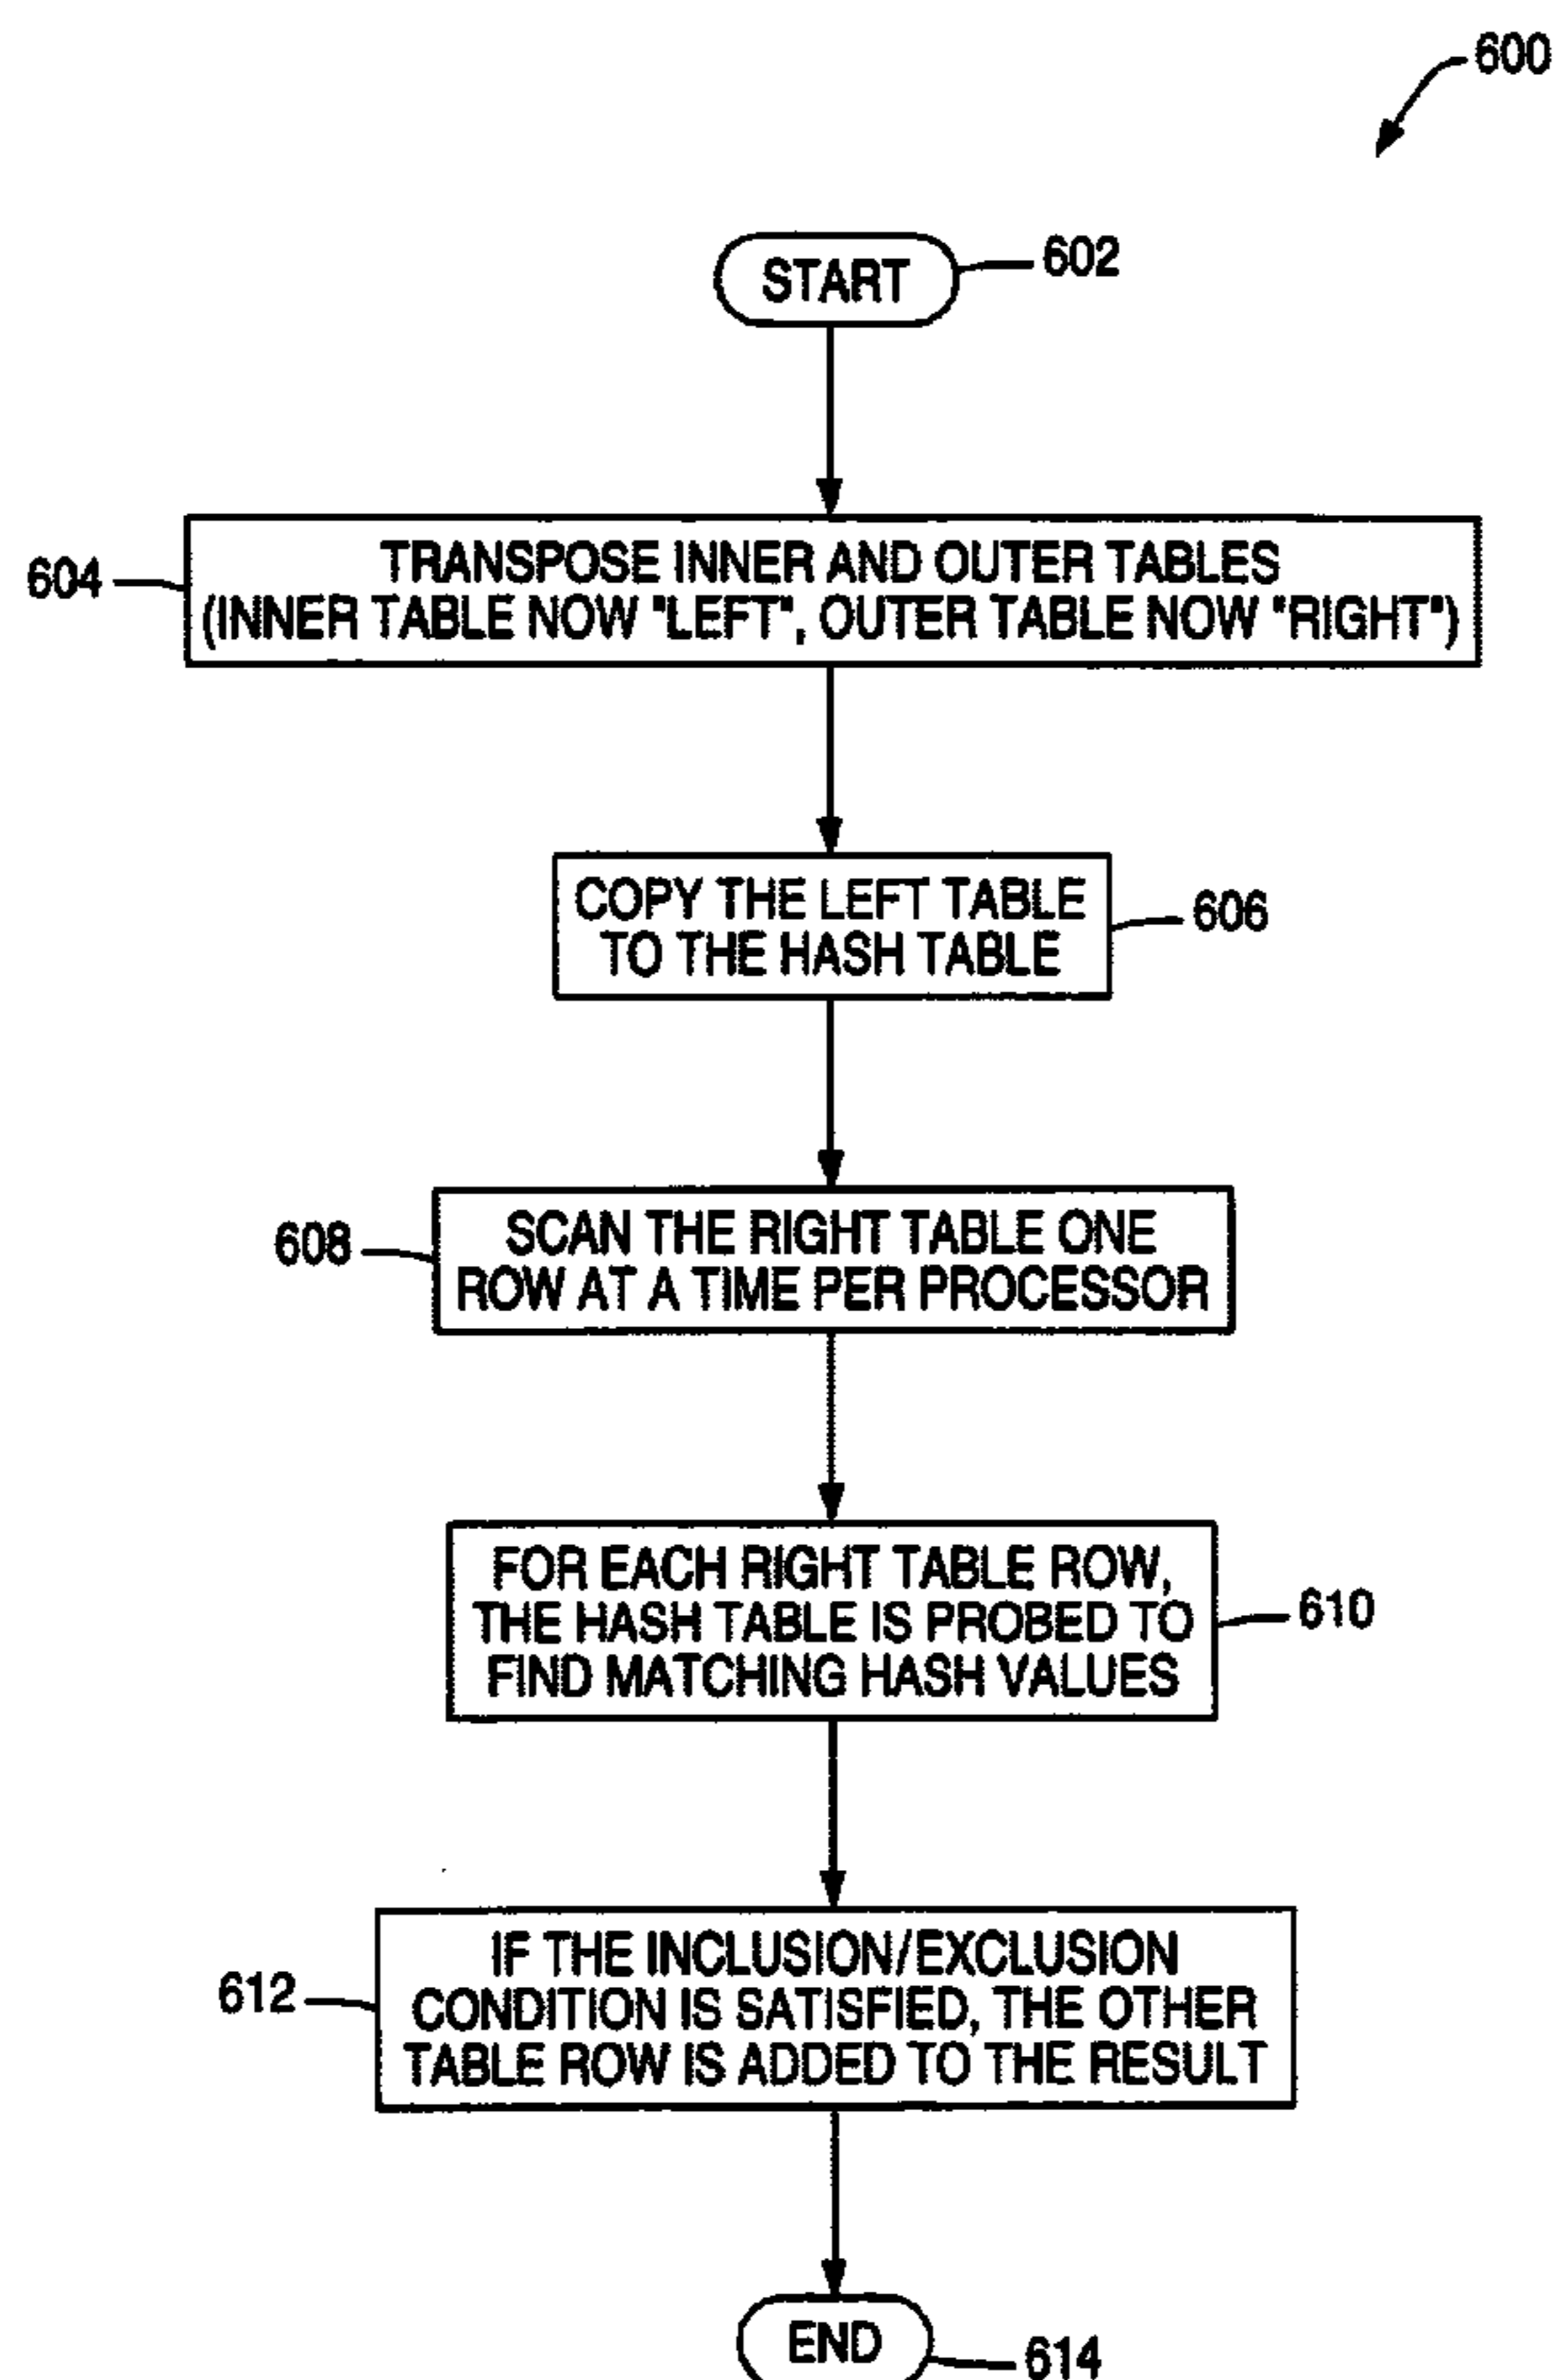 600
START
602
604
TRANSPOSE INNER AND OUTER TABLES
(INNER TABLE NOW "LEFT", OUTER TABLE NOW "RIGHT")
COPY THE LEFT TABLE
TO THE HASH TABLE
606
608
SCAN THE RIGHT TABLE ONE
ROW AT A TIME PER PROCESSOR
FOR EACH RIGHT TABLE ROW,
THE HASH TABLE IS PROBED TO
FIND MATCHING HASH VALUES
610
612
IF THE INCLUSION/EXCLUSION
CONDITION IS SATISFIED, THE OTHER
TABLE ROW IS ADDED TO THE RESULT
END
614